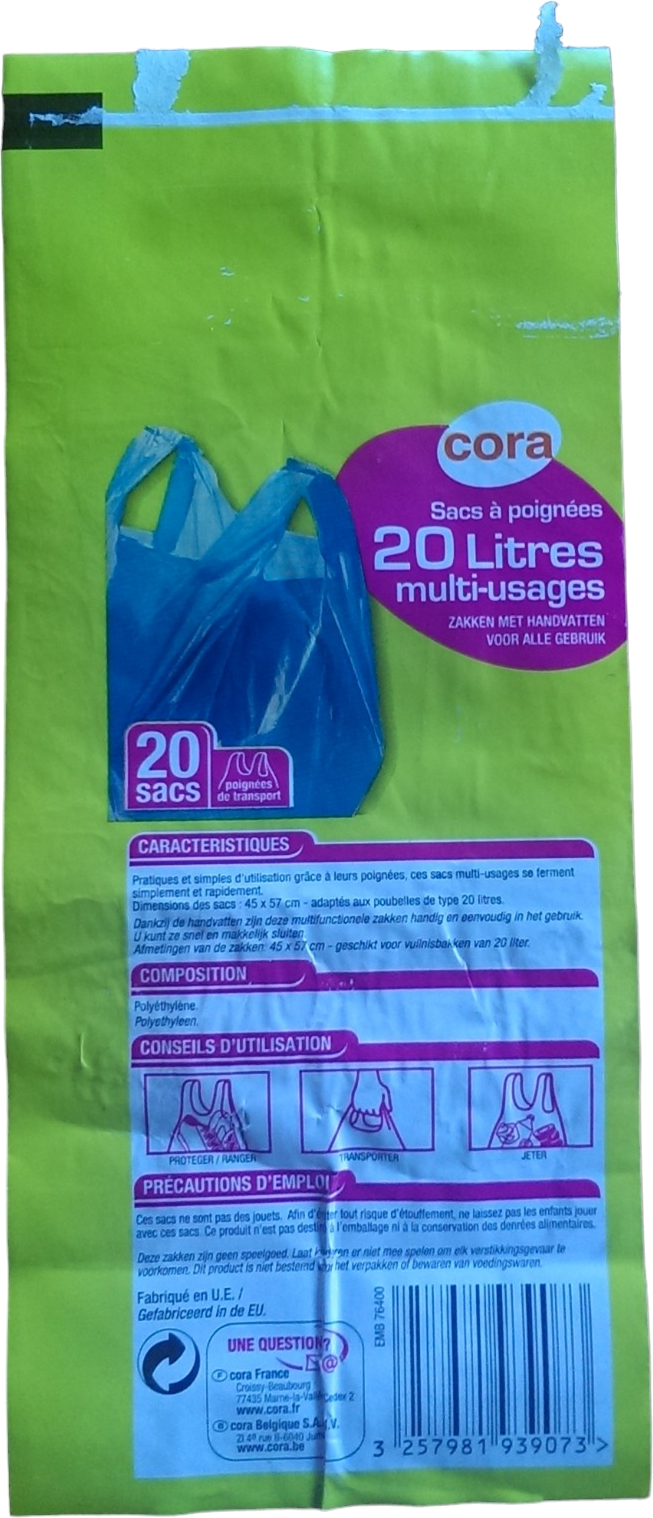 cora
Sacs à poignées
20 Litres
multi-usages
ZAKKEN MET HANDVATTEN
VOOR ALLE GEBRUIK
20
sacs
poignées
de transport
CARACTERISTIQUES
Pratiques et simples d'utilisation grâce à leurs poignées, ces sacs multi-usages se ferment
simplement et rapidement.
Dimensions des sacs : 45 x 57 cm - adaptés aux poubelles de type 20 litres.
Dankzij de handvatten zijn deze multifunctionele zakken handig en eenvoudig in het gebruik.
U kunt ze snel en makkelijk sluiten.
Afmetingen van de zakken: 45 x 57 cm - geschikt voor vuilnisbakken van 20 liter.
COMPOSITION
Polyéthylène.
Polyethyleen.
CONSEILS D'UTILISATION
PROTEGER / RANGER
TRANSPORTER
JETER
PRÉCAUTIONS D'EMPLOI
Ces sacs ne sont pas des jouets. Afin d'éviter tout risque d'étouffement, ne laissez pas les enfants jouer
avec ces sacs. Ce produit n'est pas destiné à l'emballage ni à la conservation des denrées alimentaires.
Deze zakken zijn geen speelgoed. Laat kinderen er niet mee spelen om elk verstikkingsgevaar te
voorkomen. Dit product is niet bestemd voor het verpakken of bewaren van voedingswaren.
Fabriqué en U.E. /
Gefabriceerd in de EU.
UNE QUESTION?
F cora France
Croissy-Beaubourg
77435 Marne-la-Vallée Cedex 2
www.cora.fr
B cora Belgique
ZI 4e rue B-6040
www.cora.be
EMB 76400
3 257981 939073 >